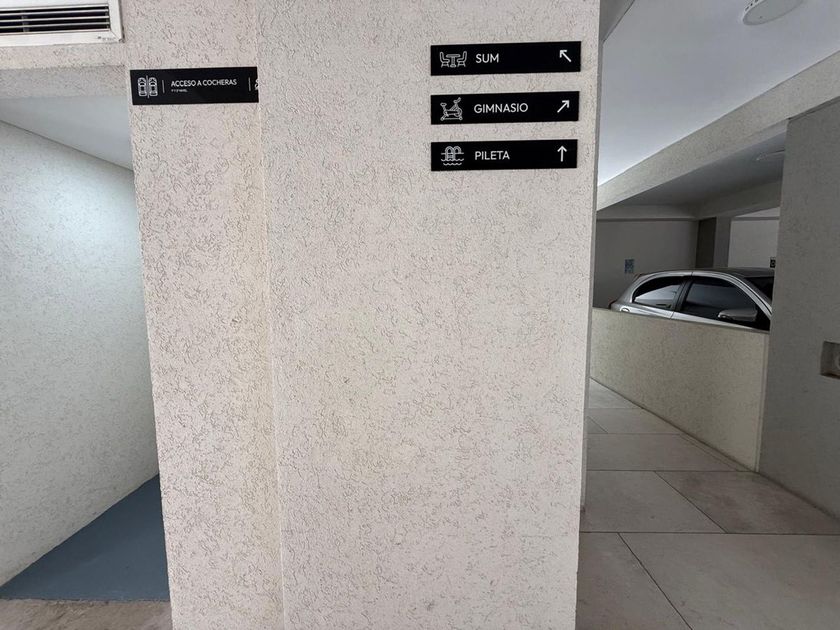 SUM
ACCESO A COCHERAS
GIMNASIO
PILETA